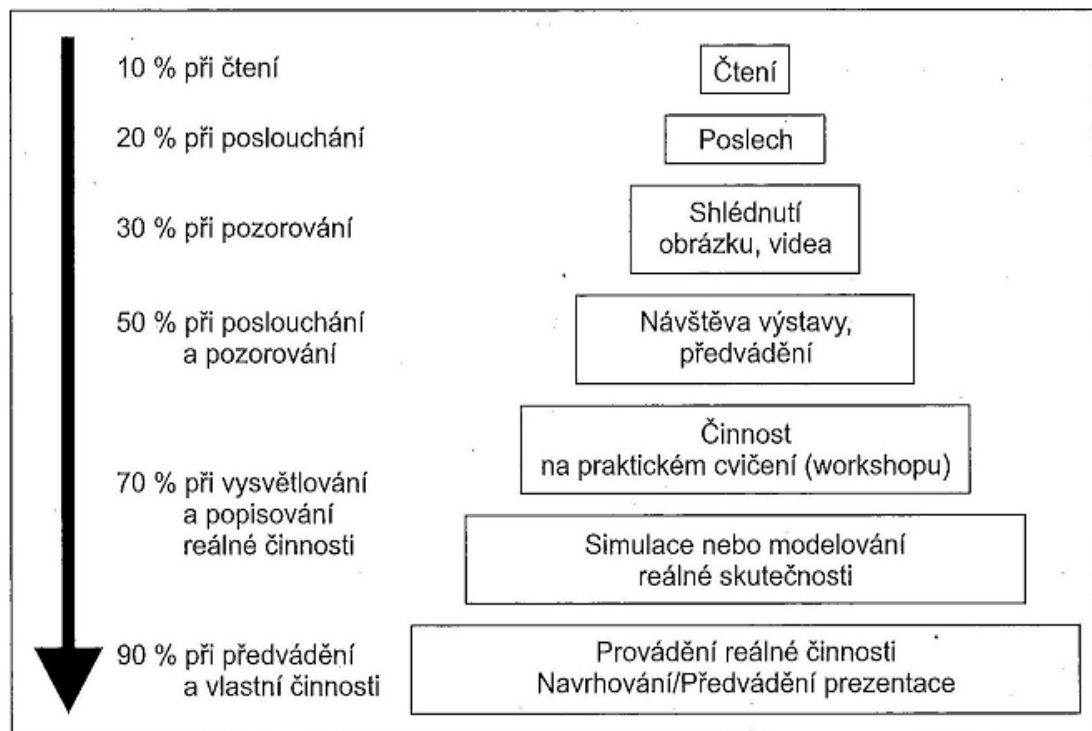 10 % při čtení
Čtení
20 % při poslouchání
Poslech
30 % při pozorování
Shlédnutí
obrázku, videa
50 % při poslouchání
a pozorování
Návštěva výstavy,
předvádění
Činnost
na praktickém cvičení (workshopu)
70 % při vysvětlování
a popisování
reálné činnosti
Simulace nebo modelování
reálné skutečnosti
90 % při předvádění
a vlastní činnosti
Provádění reálné činnosti
Navrhování/Předvádění prezentace